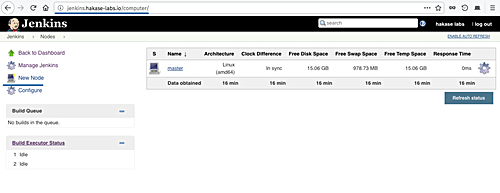 jenkins.hakase-labs.io/computer/
Jenkins
search
hakase labs
log out
Jenkins
Nodes
ENABLE AUTO REFRESH
Back to Dashboard
Manage Jenkins
New Node
Configure
Build Queue
No builds in the queue.
Build Executor Status
1 Idle
2 Idle
S Name ↓ Architecture Clock Difference Free Disk Space Free Swap Space Free Temp Space Response Time
master Linux (amd64) In sync 15.06 GB 978.73 MB 15.06 GB 0ms
Data obtained 16 min 16 min 16 min 16 min 16 min 16 min
Refresh status